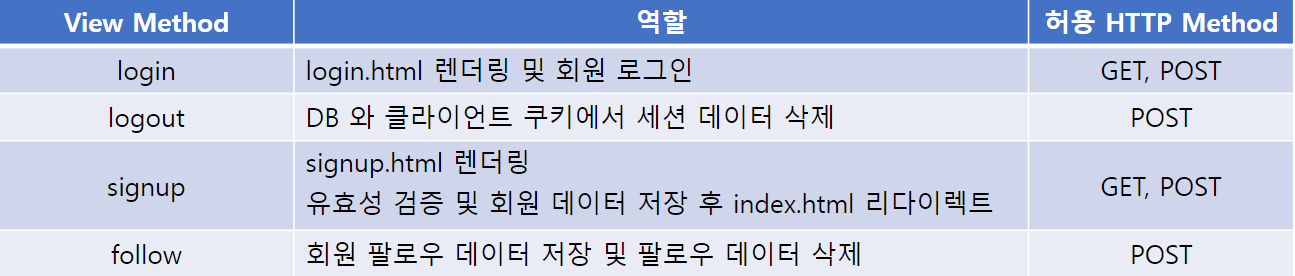 View Method 역할 허용 HTTP Method
login login.html 렌더링 및 회원 로그인 GET, POST
logout DB 와 클라이언트 쿠키에서 세션 데이터 삭제 POST
signup.html 렌더링
signup 유효성 검증 및 회원 데이터 저장 후 index.html 리다이렉트 GET, POST
follow 회원 팔로우 데이터 저장 및 팔로우 데이터 삭제 POST